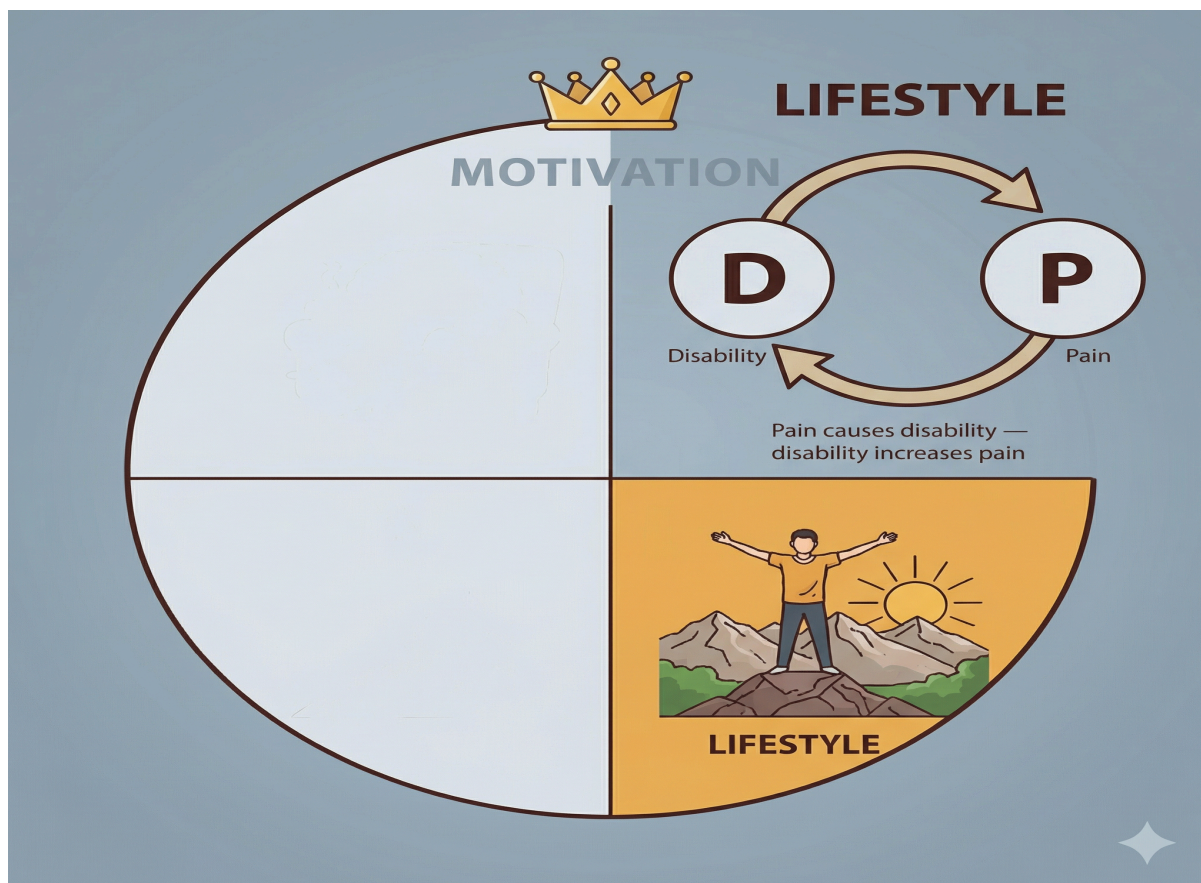 LIFESTYLE
MOTIVATION
D
P
Disability
Pain
Pain causes disability —
disability increases pain
LIFESTYLE